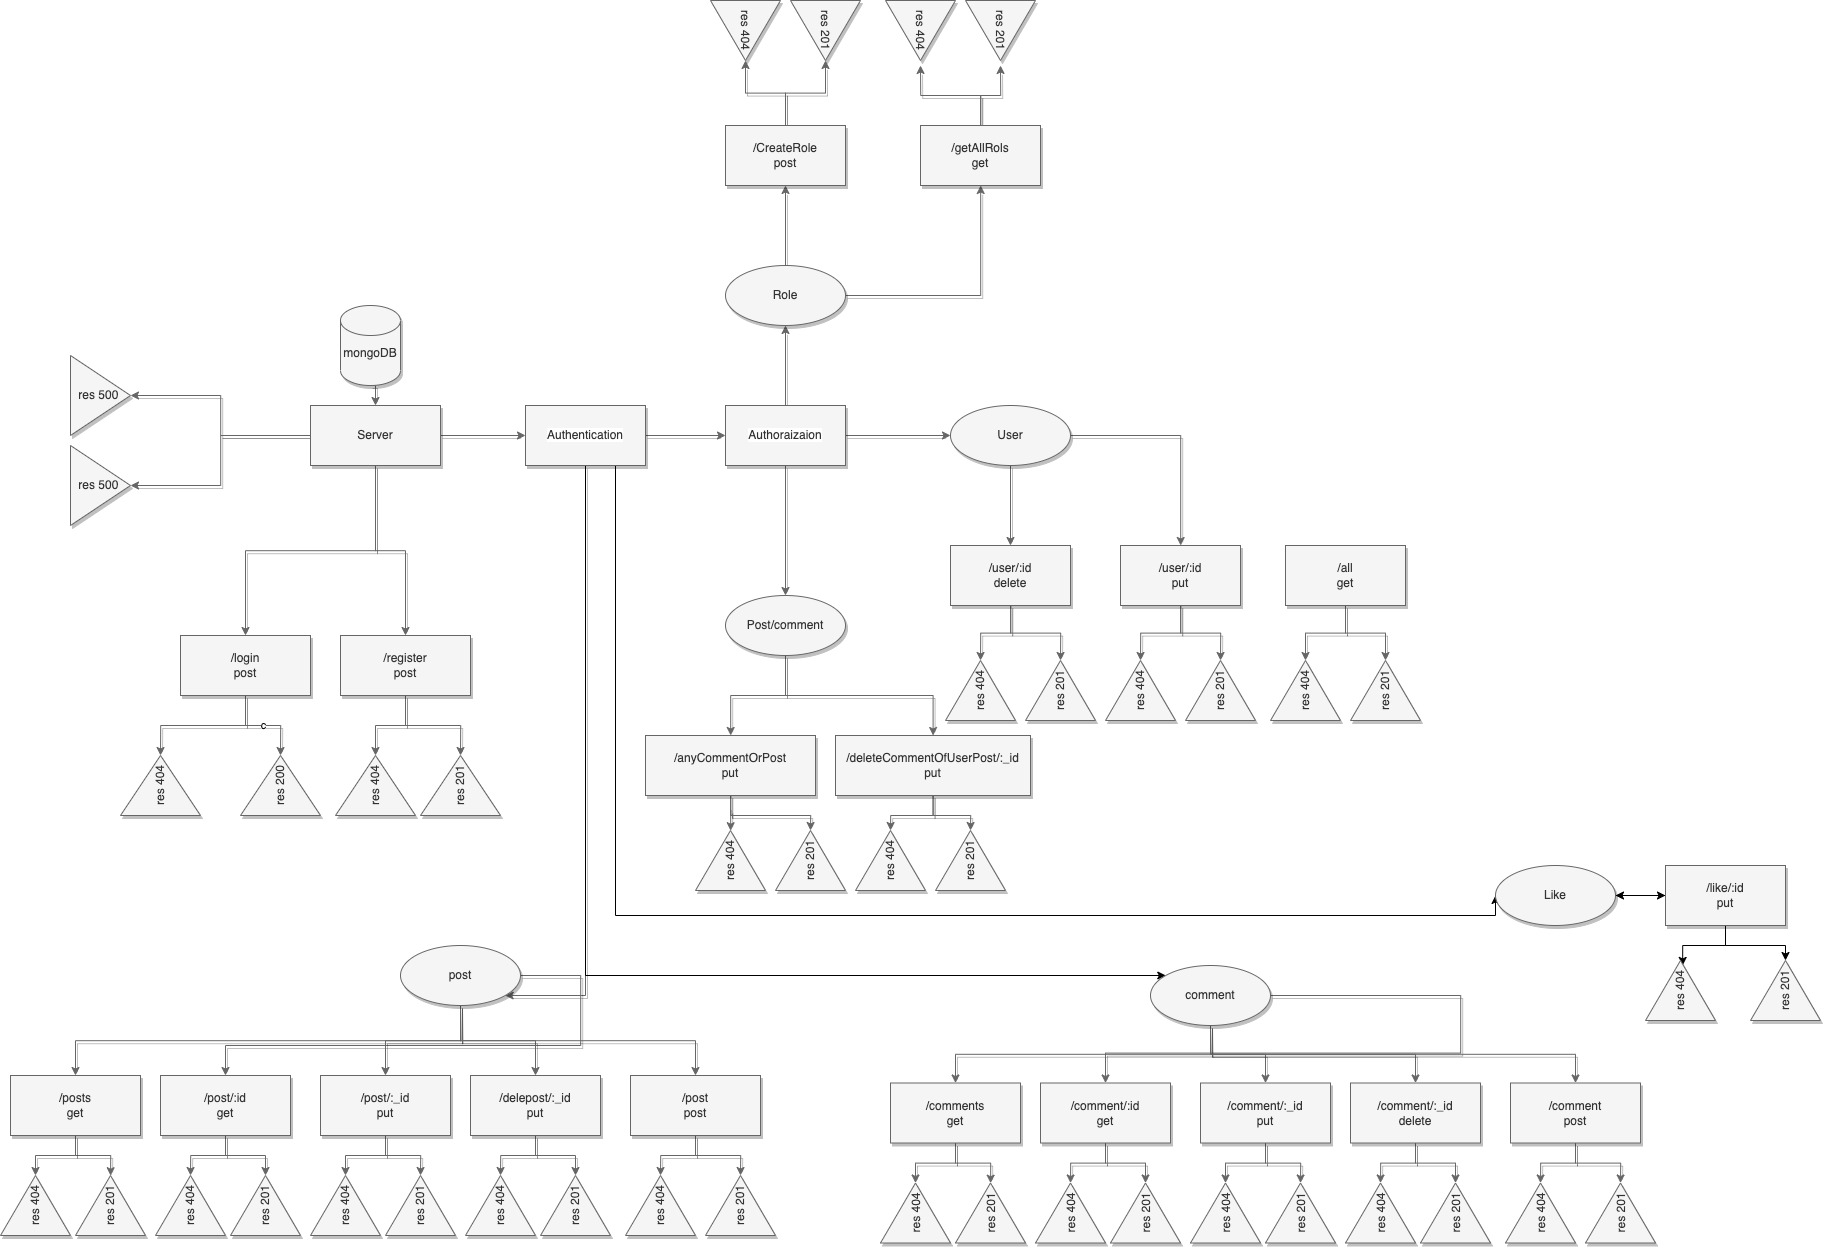 res 404
res 201
res 404
res 201
/CreateRole
post
/getAllRols
get
Role
mongoDB
res 500
res 500
Server
Authentication
Authoraizaion
User
/user/:id
delete
/user/:id
put
/all
get
Post/comment
/login
post
/register
post
res 404
res 201
res 404
res 201
res 404
res 201
c
/anyCommentOrPost
put
/deleteCommentOfUserPost/:_id
put
res 404
res 200
res 404
res 201
res 404
res 201
res 404
res 201
Like
/like/:id
put
post
comment
res 404
res 201
/posts
get
/post/:id
get
/post/:_id
put
/delepost/:_id
put
/post
post
/comments
get
/comment/:id
get
/comment/:_id
put
/comment/:_id
delete
/comment
post
res 404
res 201
res 404
res 201
res 404
res 201
res 404
res 201
res 404
res 201
res 404
res 201
res 404
res 201
res 404
res 201
res 404
res 201
res 404
res 201